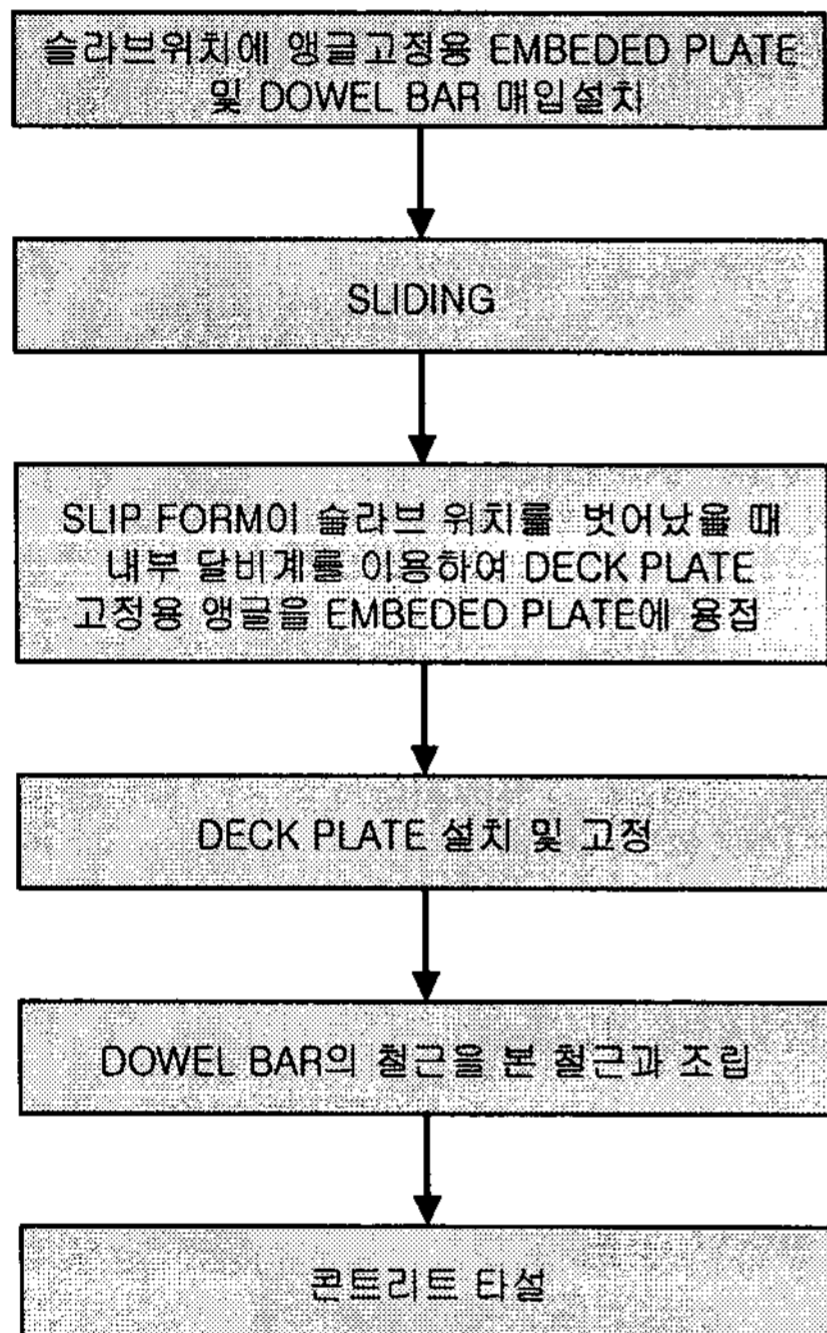 슬라브위치에 앵글고정용 EMBEDED PLATE
및 DOWEL BAR 매입설치
SLIDING
SLIP FORM이 슬라브 위치를 벗어났을 때
내부 달비계를 이용하여 DECK PLATE
고정용 앵글을 EMBEDED PLATE에 용접
DECK PLATE 설치 및 고정
DOWEL BAR의 철근을 본 철근과 조립
콘트리트 타설